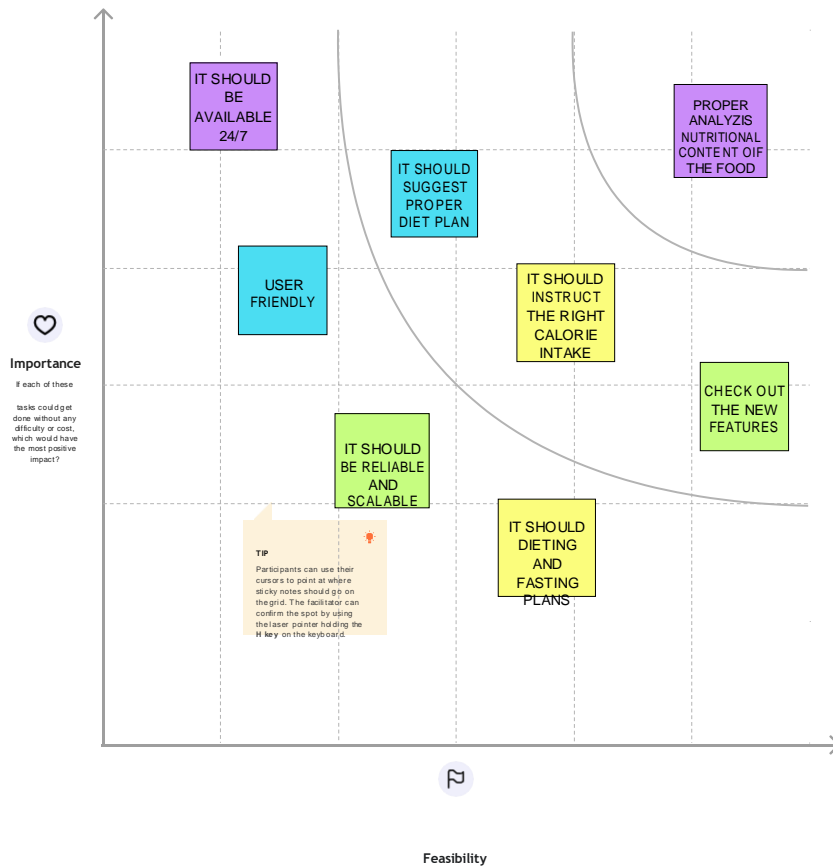 IT SHOULD
BE
AVAILABLE
24/7
PROPER
ANALYZIS
NUTRITIONAL
CONTENT OIF
THE FOOD
IT SHOULD
SUGGEST
PROPER
DIET PLAN
USER
FRIENDLY
IT SHOULD
INSTRUCT
THE RIGHT
CALORIE
INTAKE
Importance
If each of these
tasks could get
done without any
difficulty or cost,
which would have
the most positive
impact?
CHECK OUT
THE NEW
FEATURES
IT SHOULD
BE RELIABLE
AND
SCALABLE
IT SHOULD
DIETING
AND
FASTING
PLANS
TIP
Participants can use their
cursors to point at where
sticky notes should go on
the grid. The facilitator can
confirm the spot by using
the laser pointer holding the
H key on the keyboard.
Feasibility